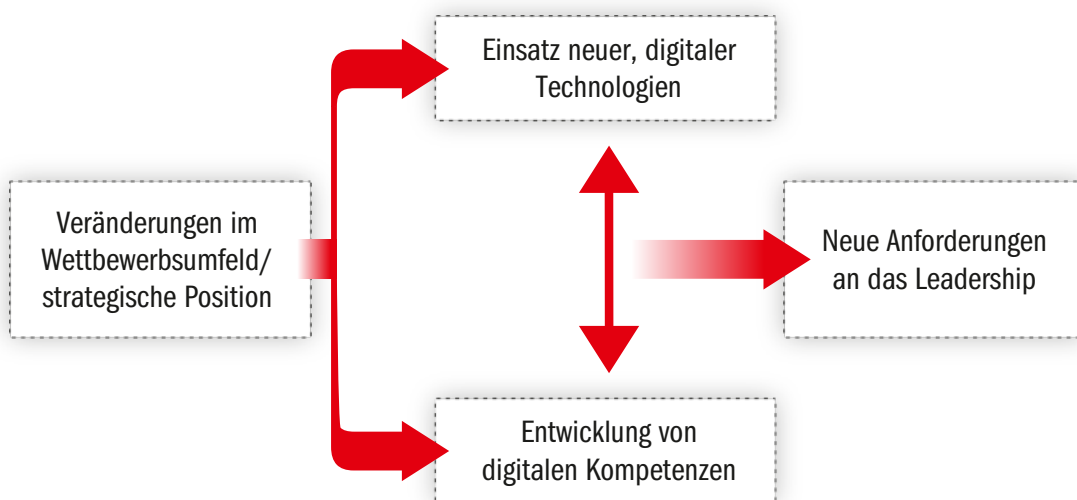 Einsatz neuer, digitaler
Technologien
Veränderungen im
Wettbewerbsumfeld/
strategische Position
Neue Anforderungen
an das Leadership
Entwicklung von
digitalen Kompetenzen